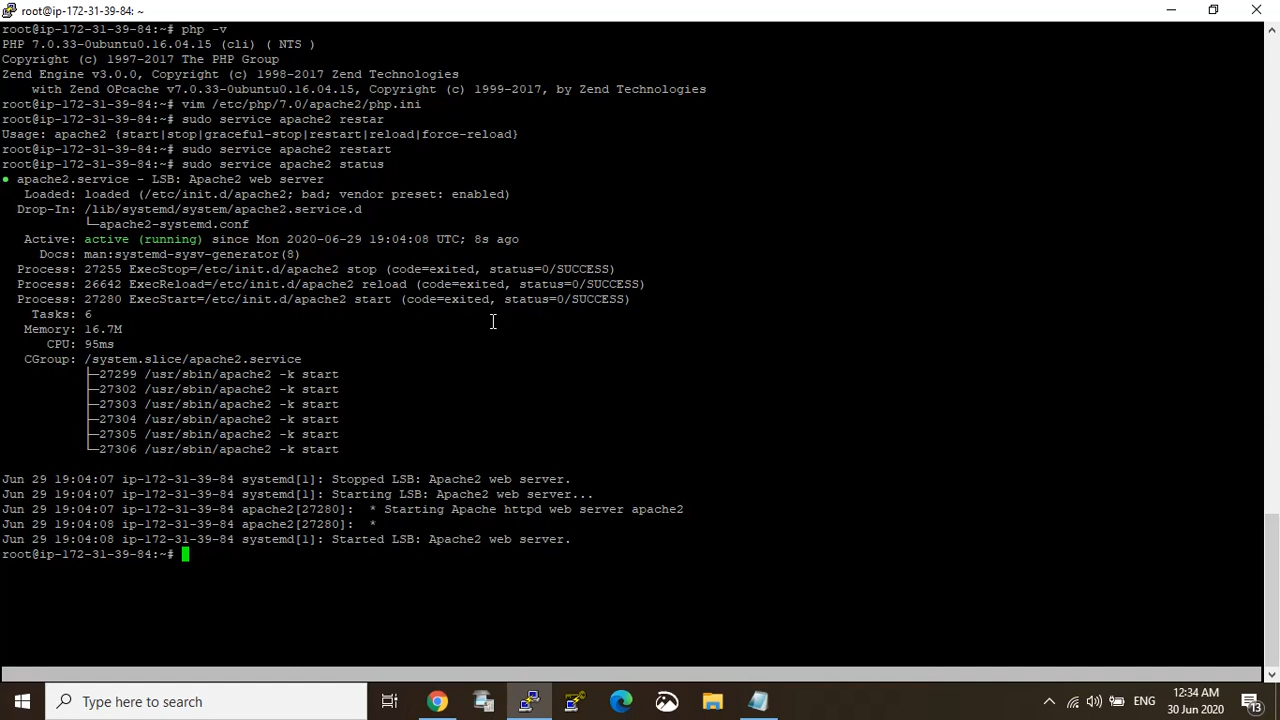 root@ip-172-31-39-84: ~
root@ip-172-31-39-84:~# php -v
PHP 7.0.33-0ubuntu0.16.04.15 (cli) ( NTS )
Copyright (c) 1997-2017 The PHP Group
Zend Engine v3.0.0, Copyright (c) 1998-2017 Zend Technologies
    with Zend OPcache v7.0.33-0ubuntu0.16.04.15, Copyright (c) 1999-2017, by Zend Technologies
root@ip-172-31-39-84:~# vim /etc/php/7.0/apache2/php.ini
root@ip-172-31-39-84:~# sudo service apache2 restar
Usage: apache2 {start|stop|graceful-stop|restart|reload|force-reload}
root@ip-172-31-39-84:~# sudo service apache2 restart
root@ip-172-31-39-84:~# sudo service apache2 status
● apache2.service - LSB: Apache2 web server
   Loaded: loaded (/etc/init.d/apache2; bad; vendor preset: enabled)
  Drop-In: /lib/systemd/system/apache2.service.d
           └─apache2-systemd.conf
   Active: active (running) since Mon 2020-06-29 19:04:08 UTC; 8s ago
     Docs: man:systemd-sysv-generator(8)
  Process: 27255 ExecStop=/etc/init.d/apache2 stop (code=exited, status=0/SUCCESS)
  Process: 26642 ExecReload=/etc/init.d/apache2 reload (code=exited, status=0/SUCCESS)
  Process: 27280 ExecStart=/etc/init.d/apache2 start (code=exited, status=0/SUCCESS)
    Tasks: 6
   Memory: 16.7M
      CPU: 95ms
   CGroup: /system.slice/apache2.service
           ├─27299 /usr/sbin/apache2 -k start
           ├─27302 /usr/sbin/apache2 -k start
           ├─27303 /usr/sbin/apache2 -k start
           ├─27304 /usr/sbin/apache2 -k start
           ├─27305 /usr/sbin/apache2 -k start
           └─27306 /usr/sbin/apache2 -k start
Jun 29 19:04:07 ip-172-31-39-84 systemd[1]: Stopped LSB: Apache2 web server.
Jun 29 19:04:07 ip-172-31-39-84 systemd[1]: Starting LSB: Apache2 web server...
Jun 29 19:04:07 ip-172-31-39-84 apache2[27280]:  * Starting Apache httpd web server apache2
Jun 29 19:04:08 ip-172-31-39-84 apache2[27280]:  *
Jun 29 19:04:08 ip-172-31-39-84 systemd[1]: Started LSB: Apache2 web server.
root@ip-172-31-39-84:~#
Type here to search
ENG
12:34 AM
30 Jun 2020
13